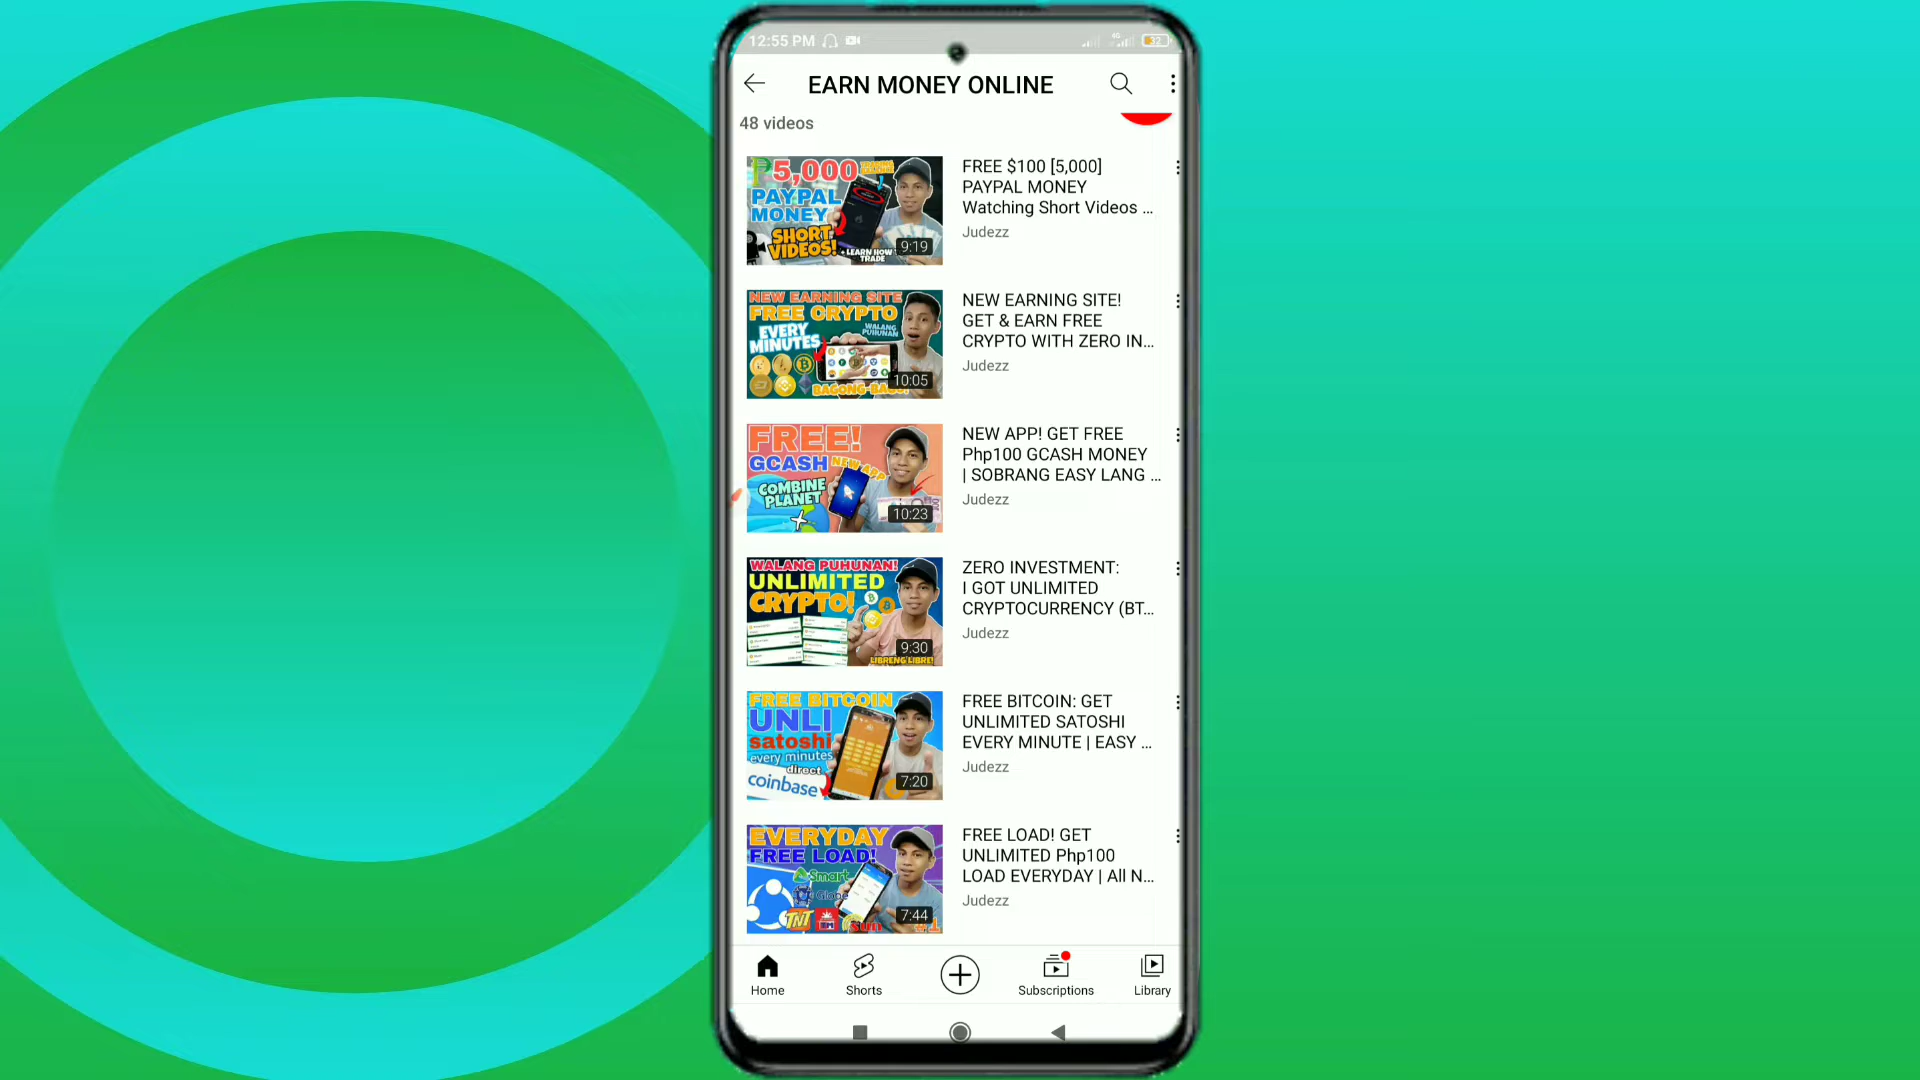 12:55 PM
4G
32
EARN MONEY ONLINE
48 videos
₱5,000
PAYPAL
MONEY
SHORT
VIDEOS!
+ LEARN HOW
TRADE
9:19
FREE $100 [5,000]
PAYPAL MONEY
Watching Short Videos ...
Judezz
NEW EARNING SITE
FREE CRYPTO
EVERY
MINUTES
WALANG
PUHUNAN
10:05
NEW EARNING SITE!
GET & EARN FREE
CRYPTO WITH ZERO IN...
Judezz
FREE!
GCASH
NEW APP
COMBINE
PLANET
10:23
NEW APP! GET FREE
Php100 GCASH MONEY
| SOBRANG EASY LANG ...
Judezz
WALANG PUHUNAN!
UNLIMITED
CRYPTO!
9:30
LIBRENG LIBRE!
ZERO INVESTMENT:
I GOT UNLIMITED
CRYPTOCURRENCY (BT...
Judezz
FREE BITCOIN
UNLI
satoshi
every minutes
direct
coinbase
7:20
FREE BITCOIN: GET
UNLIMITED SATOSHI
EVERY MINUTE | EASY ...
Judezz
EVERYDAY
FREE LOAD!
Smart
Globe
TNT
sun
#1
7:44
FREE LOAD! GET
UNLIMITED Php100
LOAD EVERYDAY | All N...
Judezz
Home
Shorts
Subscriptions
Library